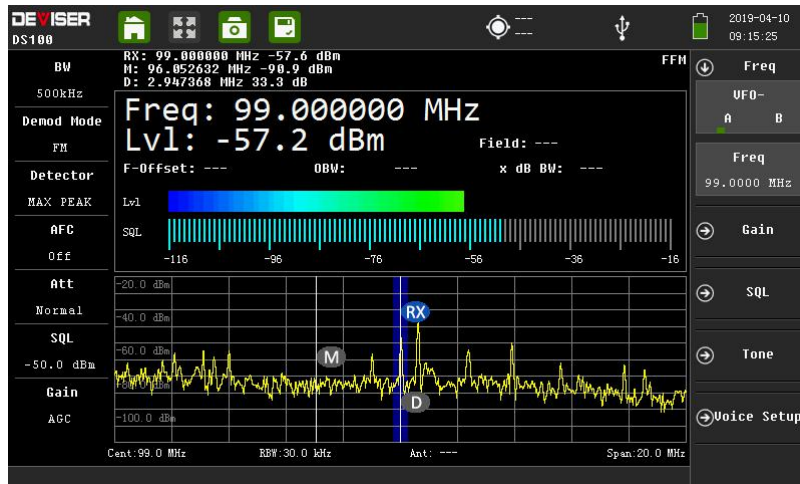 DEVISER
DS100
--- ---
2019-04-10
09:15:25
RX: 99.000000 MHz -57.6 dBm
M: 96.052632 MHz -90.9 dBm
D: 2.947368 MHz 33.3 dB
FFM
Freq: 99.000000 MHz
Lvl: -57.2 dBm
Field: ---
F-Offset: --- OBW: --- x dB BW: ---
Lvl
SQL
-116 -96 -76 -56 -36 -16
-20.0 dBm
-40.0 dBm
-60.0 dBm
-100.0 dBm
RX
M
D
Cent:99.0 MHz RBW:30.0 kHz Ant: --- Span:20.0 MHz
BW
500kHz
Demod Mode
FM
Detector
MAX PEAK
AFC
Off
Att
Normal
SQL
-50.0 dBm
Gain
AGC
Freq
VFO-
A B
Freq
99.0000 MHz
Gain
SQL
Tone
Voice Setup